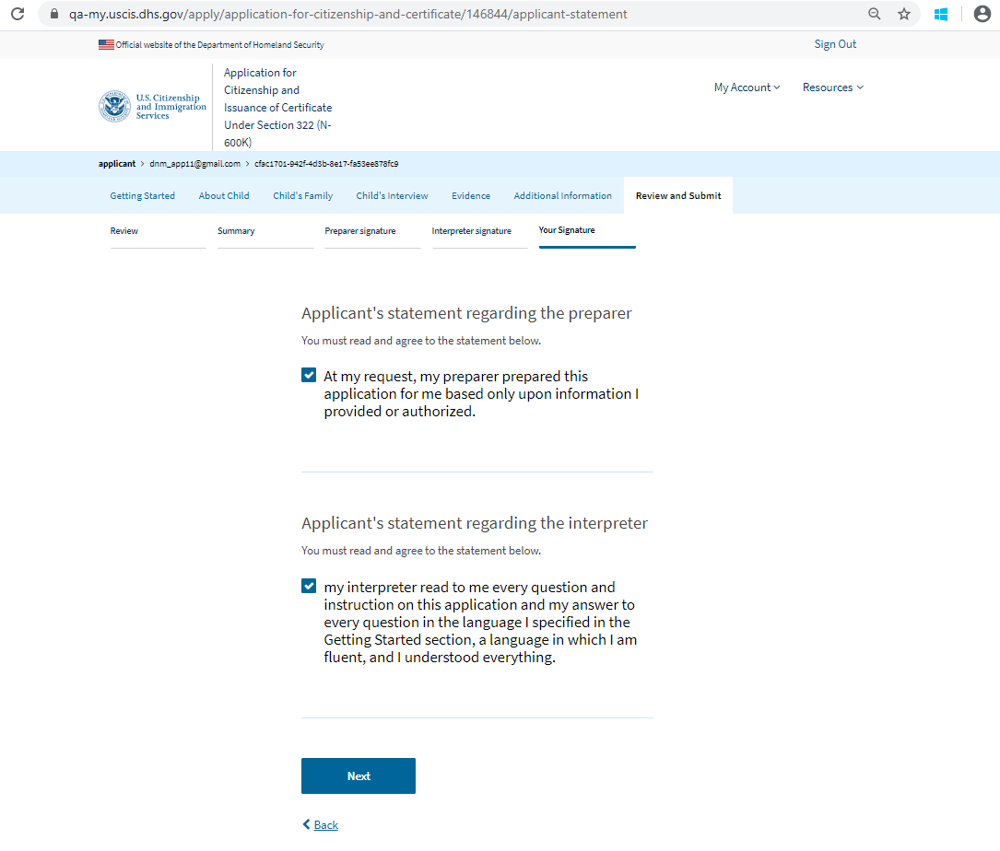 qa-my.uscis.dhs.gov/apply/application-for-citizenship-and-certificate/146844/applicant-statement
Official website of the Department of Homeland Security
Sign Out
U.S. Citizenship
and Immigration
Services
Application for
Citizenship and
Issuance of Certificate
Under Section 322 (N-
600K)
My Account
Resources
applicant > dnm_app11@gmail.com > cfac1701-942f-4d3b-8e17-fa53ee878fc9
Getting Started About Child Child's Family Child's Interview Evidence Additional Information Review and Submit
Review Summary Preparer signature Interpreter signature Your Signature
Applicant's statement regarding the preparer
You must read and agree to the statement below.
At my request, my preparer prepared this
application for me based only upon information I
provided or authorized.
Applicant's statement regarding the interpreter
You must read and agree to the statement below.
my interpreter read to me every question and
instruction on this application and my answer to
every question in the language I specified in the
Getting Started section, a language in which I am
fluent, and I understood everything.
Next
Back